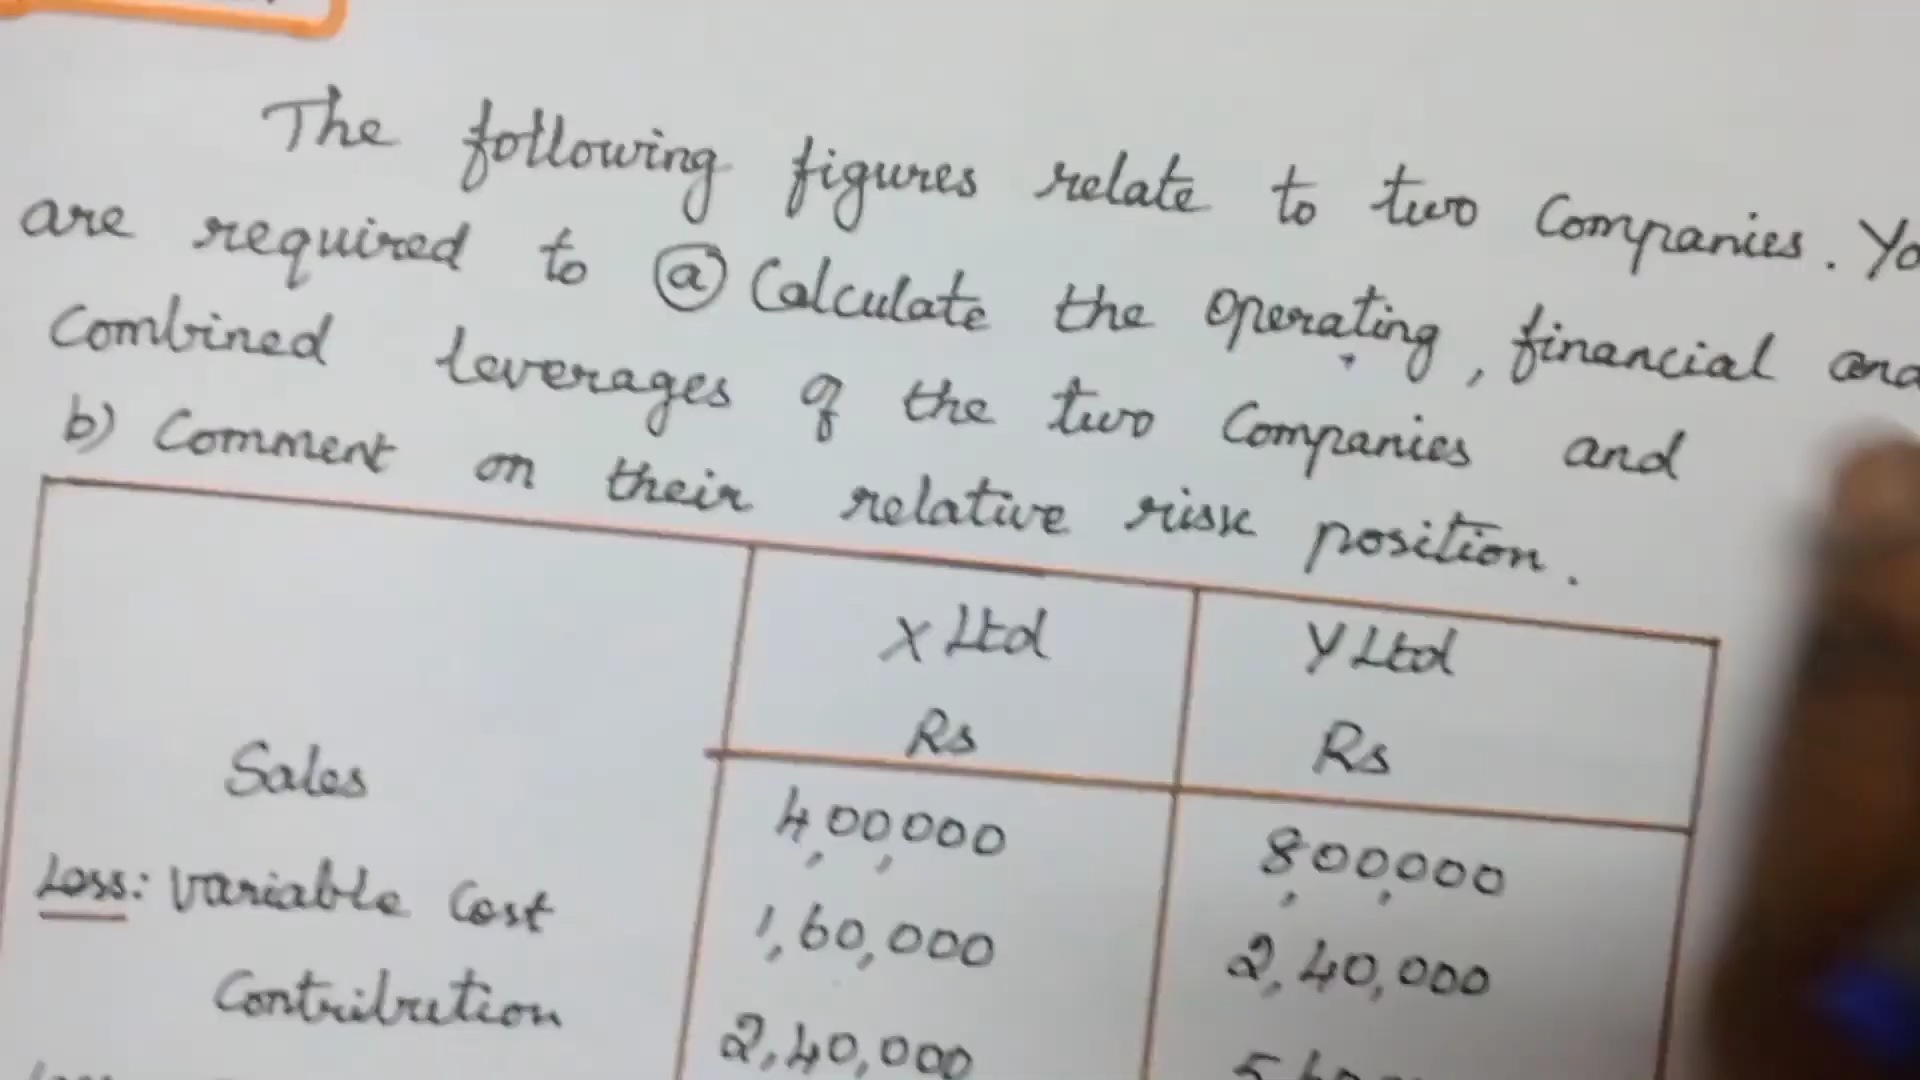 The following figures relate to two Companies.
are required to ⓐ Calculate the operating, financial and
Combined leverages of the two Companies and
b) Comment on their relative risk position.
X Ltd Y Ltd
Rs Rs
Sales 4,00,000 8,00,000
Less: Variable Cost 1,60,000 2,40,000
Contribution 2,40,000